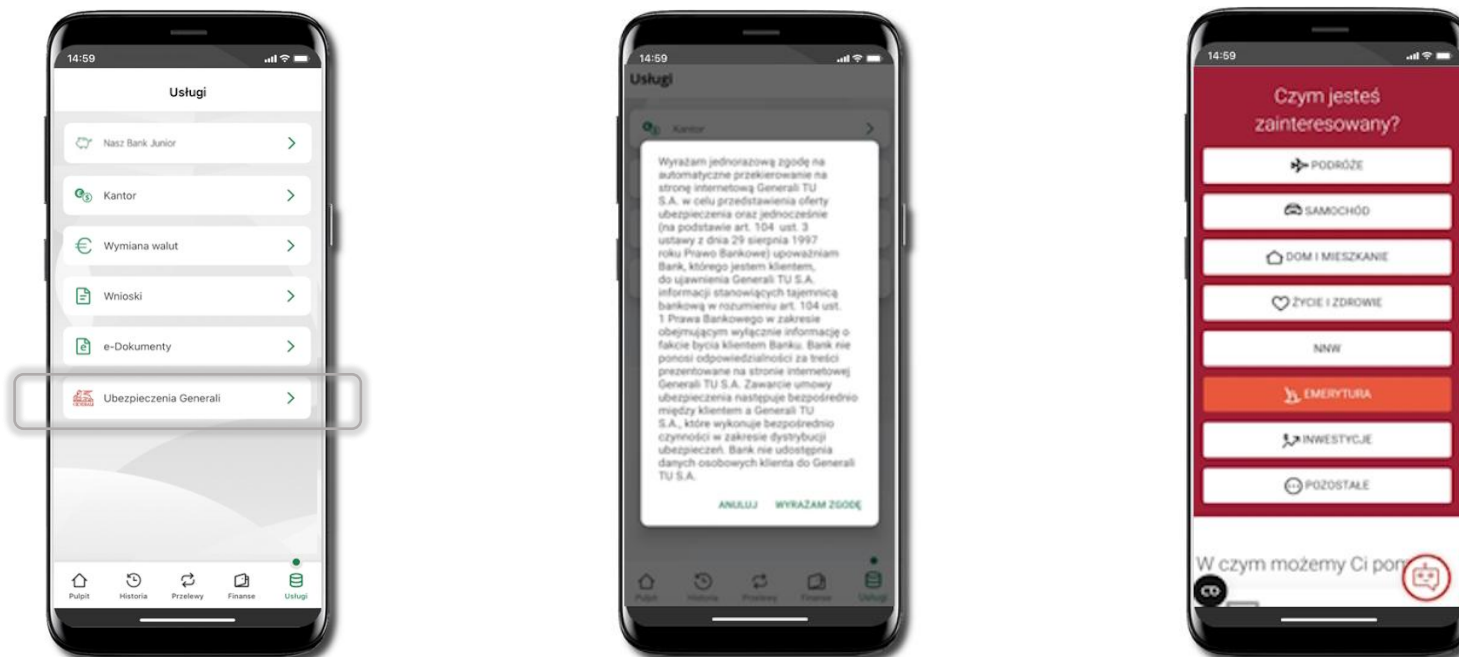 14:59
Usługi
Nasz Bank Junior
Kantor
Wymiana walut
Wnioski
e-Dokumenty
Ubezpieczenia Generali
Pulpit
Historia
Przelewy
Finanse
Usługi
14:59
Usługi
Kantor
Wyrażam jednorazową zgodę na
automatyczne przekierowanie na
stronę internetową Generali TU
S.A. w celu przedstawienia oferty
ubezpieczenia oraz jednocześnie
(na podstawie art. 104 ust. 3
ustawy z dnia 29 sierpnia 1997
roku Prawo Bankowe) upoważniam
Bank, którego jestem klientem,
do ujawnienia Generali TU S.A.
informacji stanowiących tajemnicą
bankową w rozumieniu art. 104 ust.
1 Prawa Bankowego w zakresie
obejmującym wyłącznie informację o
fakcie bycia klientem Banku. Bank nie
ponosi odpowiedzialności za treści
prezentowane na stronie internetowej
Generali TU S.A. Zawarcie umowy
ubezpieczenia następuje bezpośrednio
między klientem a Generali TU
S.A., które wykonuje bezpośrednio
czynności w zakresie dystrybucji
ubezpieczeń. Bank nie udostępnia
danych osobowych klienta do Generali
TU S.A.
ANULUJ WYRAŻAM ZGODĘ
Pulpit
Historia
Przelewy
Finanse
Usługi
14:59
Czym jesteś
zainteresowany?
PODRÓŻE
SAMOCHÓD
DOM I MIESZKANIE
ŻYCIE I ZDROWIE
NNW
EMERYTURA
INWESTYCJE
POZOSTAŁE
W czym możemy Ci pom